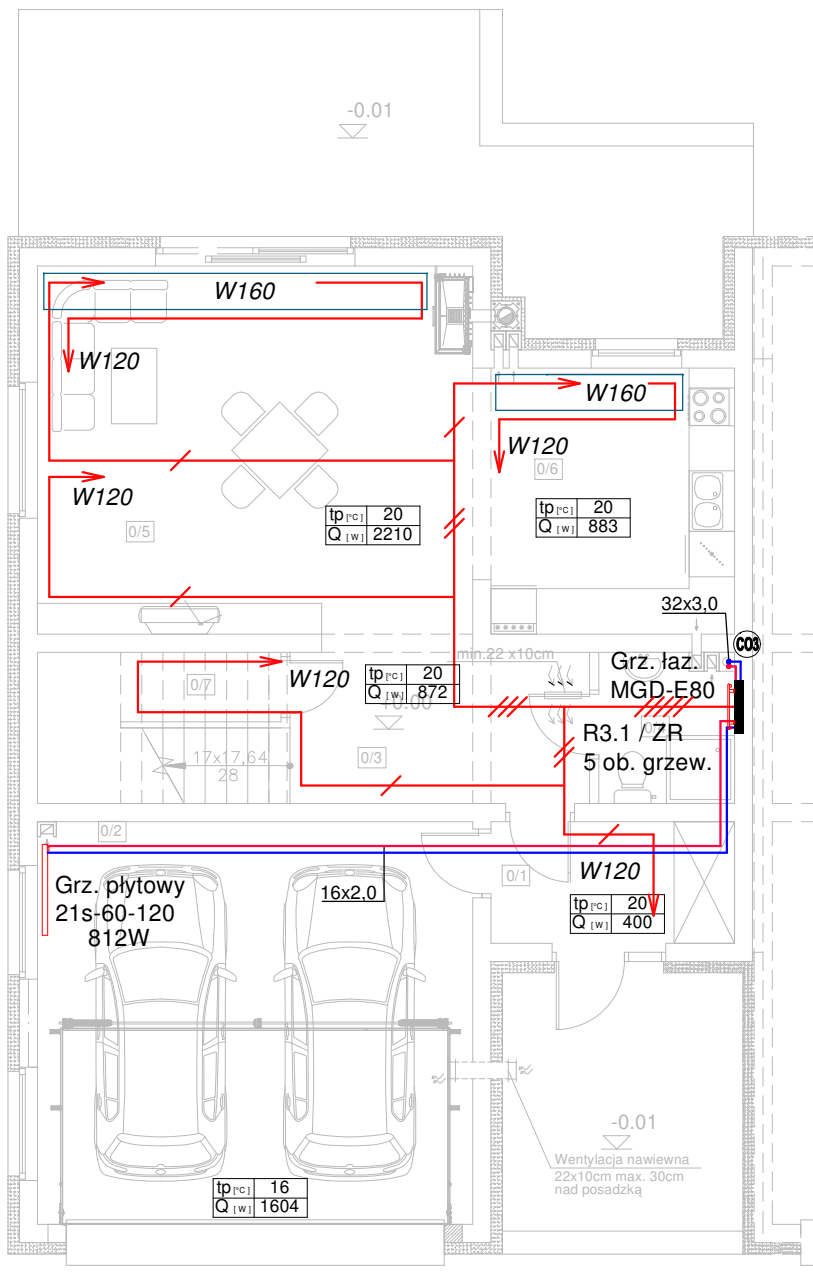 -0.01
W160
W120
W160
W120
W120
0/5
0/6
tp [°C] 20
Q [W] 2210
tp [°C] 20
Q [W] 883
32x3,0
CO3
min.22 x10cm
Grz. łaz.
MGD-E80
0/7
W120
tp [°C] 20
Q [W] 872
+0.00
R3.1 / ZR
5 ob. grzew.
17x17,64
28
0/3
0/2
0/1
W120
Grz. płytowy
21s-60-120
812W
16x2,0
tp [°C] 20
Q [W] 400
-0.01
Wentylacja nawiewna
22x10cm max. 30cm
nad posadzką
tp [°C] 16
Q [W] 1604